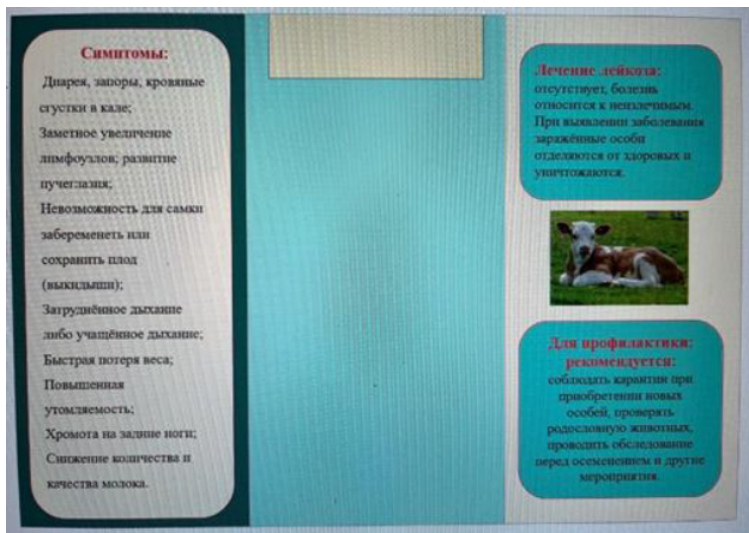 Симптомы:
Диарея, запоры, кровяные
сгустки в кале;
Заметное увеличение
лимфоузлов; развитие
пучеглазия;
Невозможность для самки
забеременеть или
сохранить плод
(выкидыши);
Затруднённое дыхание
либо учащённое дыхание;
Быстрая потеря веса;
Повышенная
утомляемость;
Хромота на задние ноги;
Снижение количества и
качества молока.
Лечение лейкоза:
отсутствует, болезнь
относится к неизлечимым.
При выявлении заболевания
заражённые особи
отделяются от здоровых и
уничтожаются.
Для профилактики:
рекомендуется:
соблюдать карантин при
приобретении новых
особей, проверять
родословную животных,
проводить обследование
перед осеменением и другие
мероприятия.